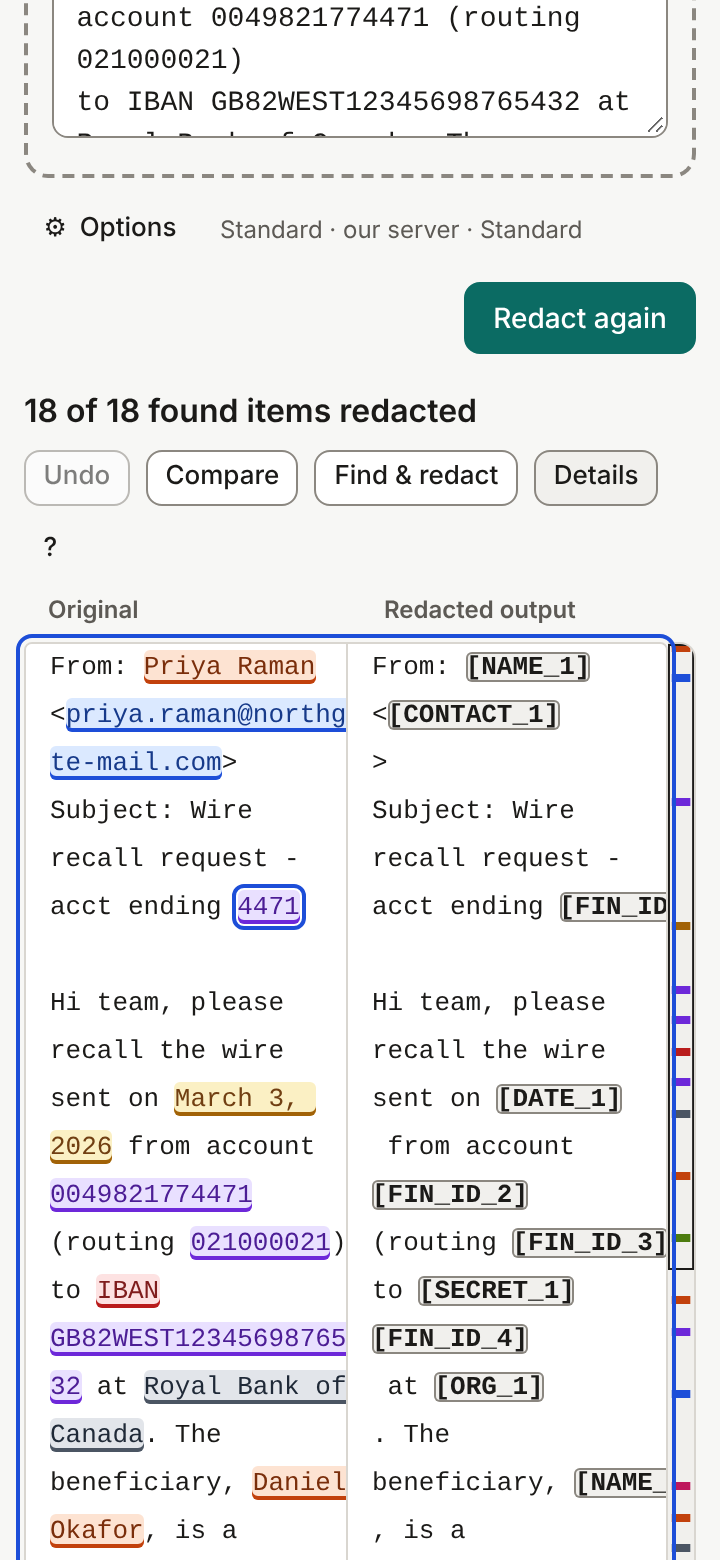 account 0049821774471 (routing
021000021)
to IBAN GB82WEST12345698765432 at
Options Standard · our server · Standard
Redact again
18 of 18 found items redacted
Undo Compare Find & redact Details
?
Original Redacted output
From: Priya Raman
<priya.raman@northg
te-mail.com>
Subject: Wire
recall request -
acct ending 4471
Hi team, please
recall the wire
sent on March 3,
2026 from account
0049821774471
(routing 021000021)
to IBAN
GB82WEST12345698765
32 at Royal Bank of
Canada. The
beneficiary, Daniel
Okafor, is a
From: [NAME_1]
<[CONTACT_1]
>
Subject: Wire
recall request -
acct ending [FIN_ID
Hi team, please
recall the wire
sent on [DATE_1]
from account
[FIN_ID_2]
(routing [FIN_ID_3]
to [SECRET_1]
[FIN_ID_4]
at [ORG_1]
. The
beneficiary, [NAME_
, is a